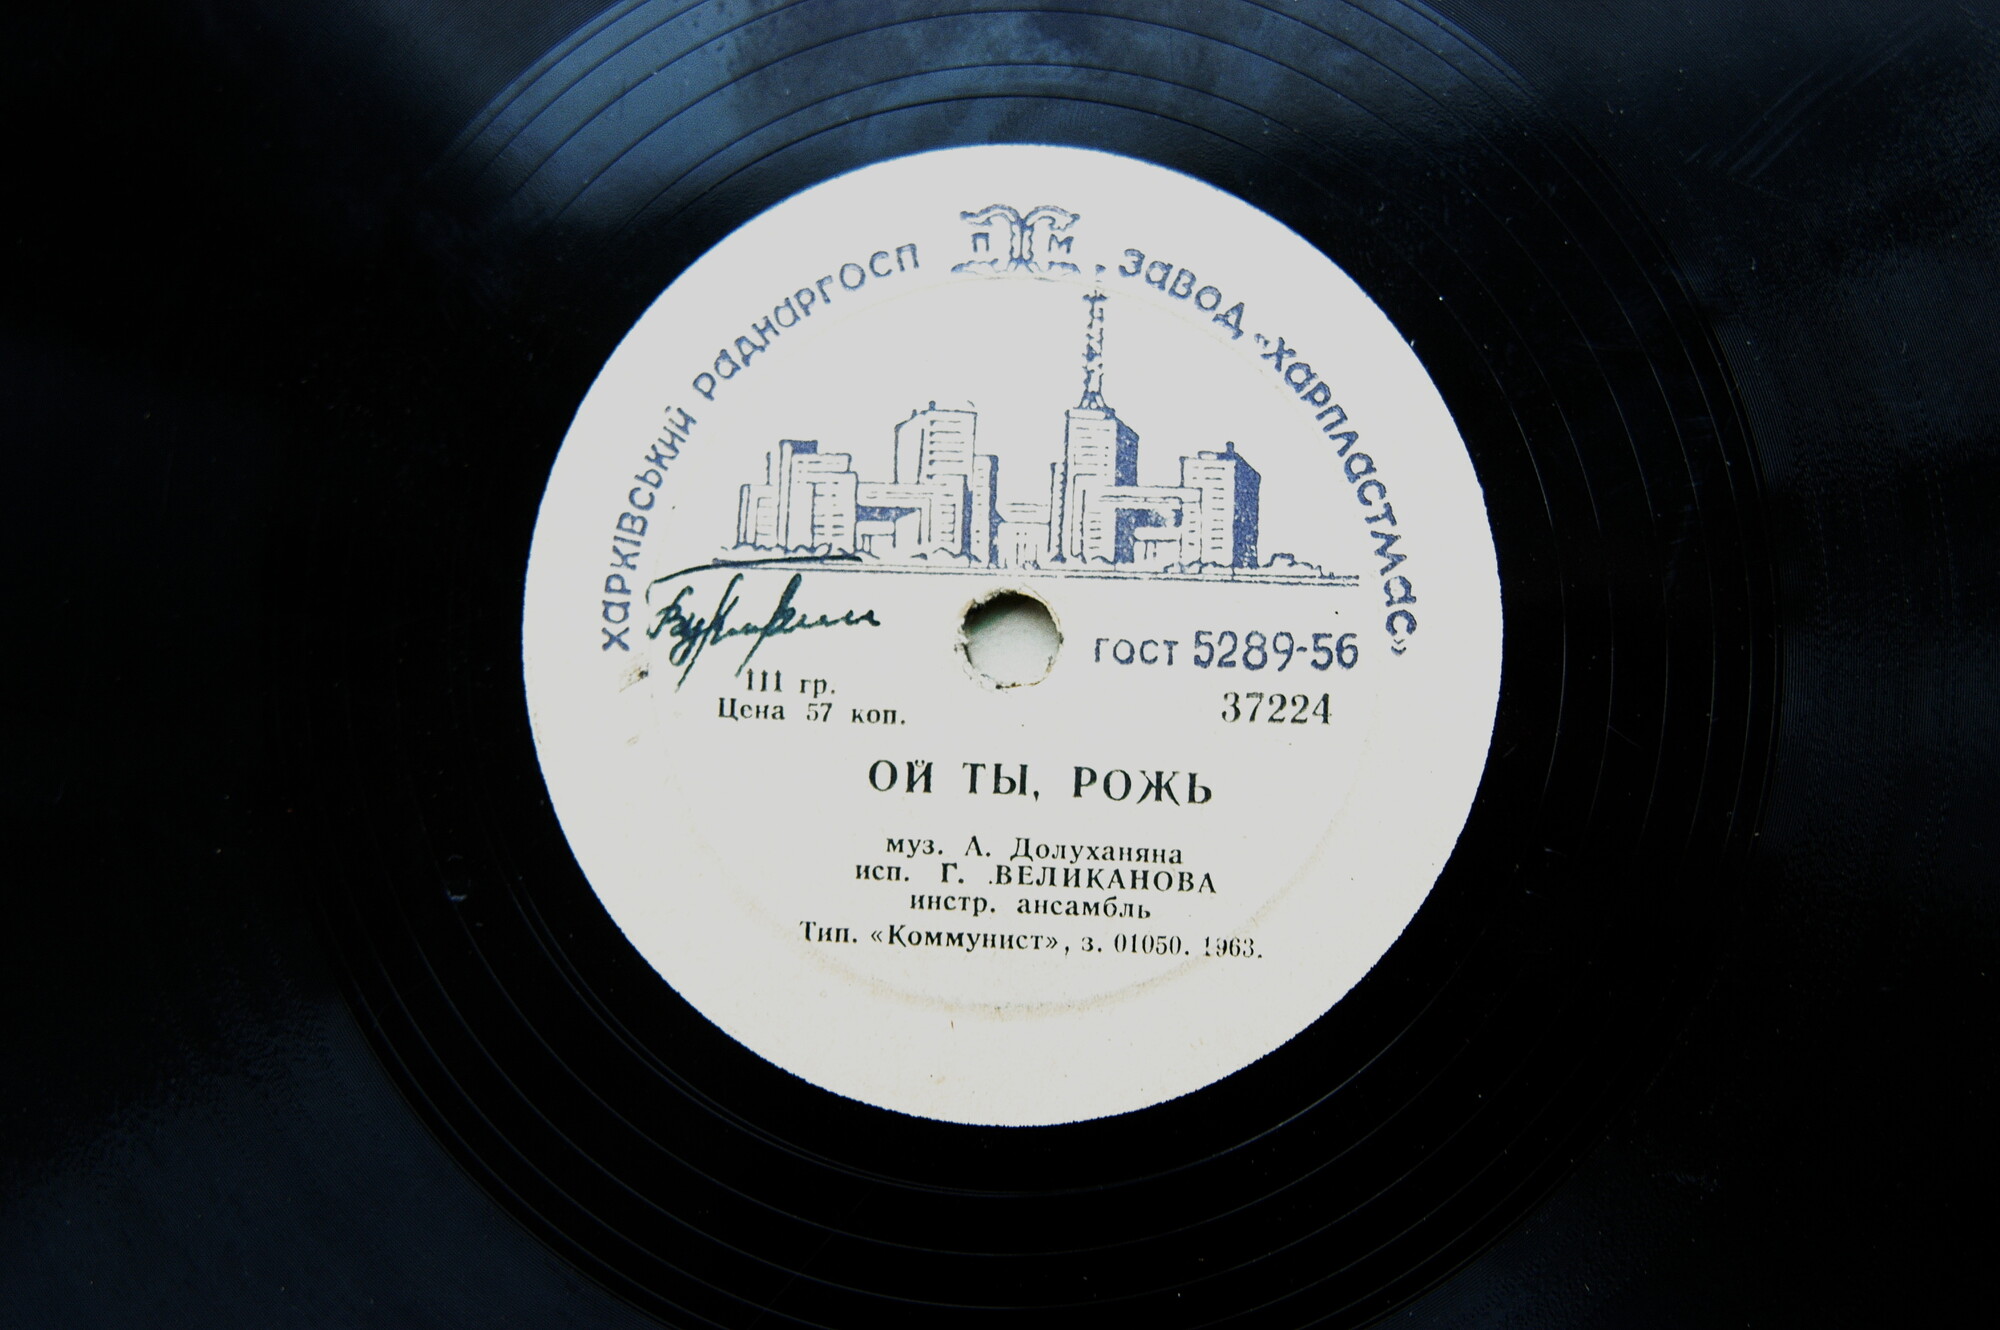 ХАРКІВСЬКИЙ РАДНАРГОСП
П М
ЗАВОД «ХАРПЛАСТМАС»
ГОСТ 5289-56
111 гр.
Цена 57 коп.
37224
ОЙ ТЫ, РОЖЬ
муз. А. Долуханяна
исп. Г. ВЕЛИКАНОВА
инстр. ансамбль
Тип. «Коммунист», з. 01050. 1963.